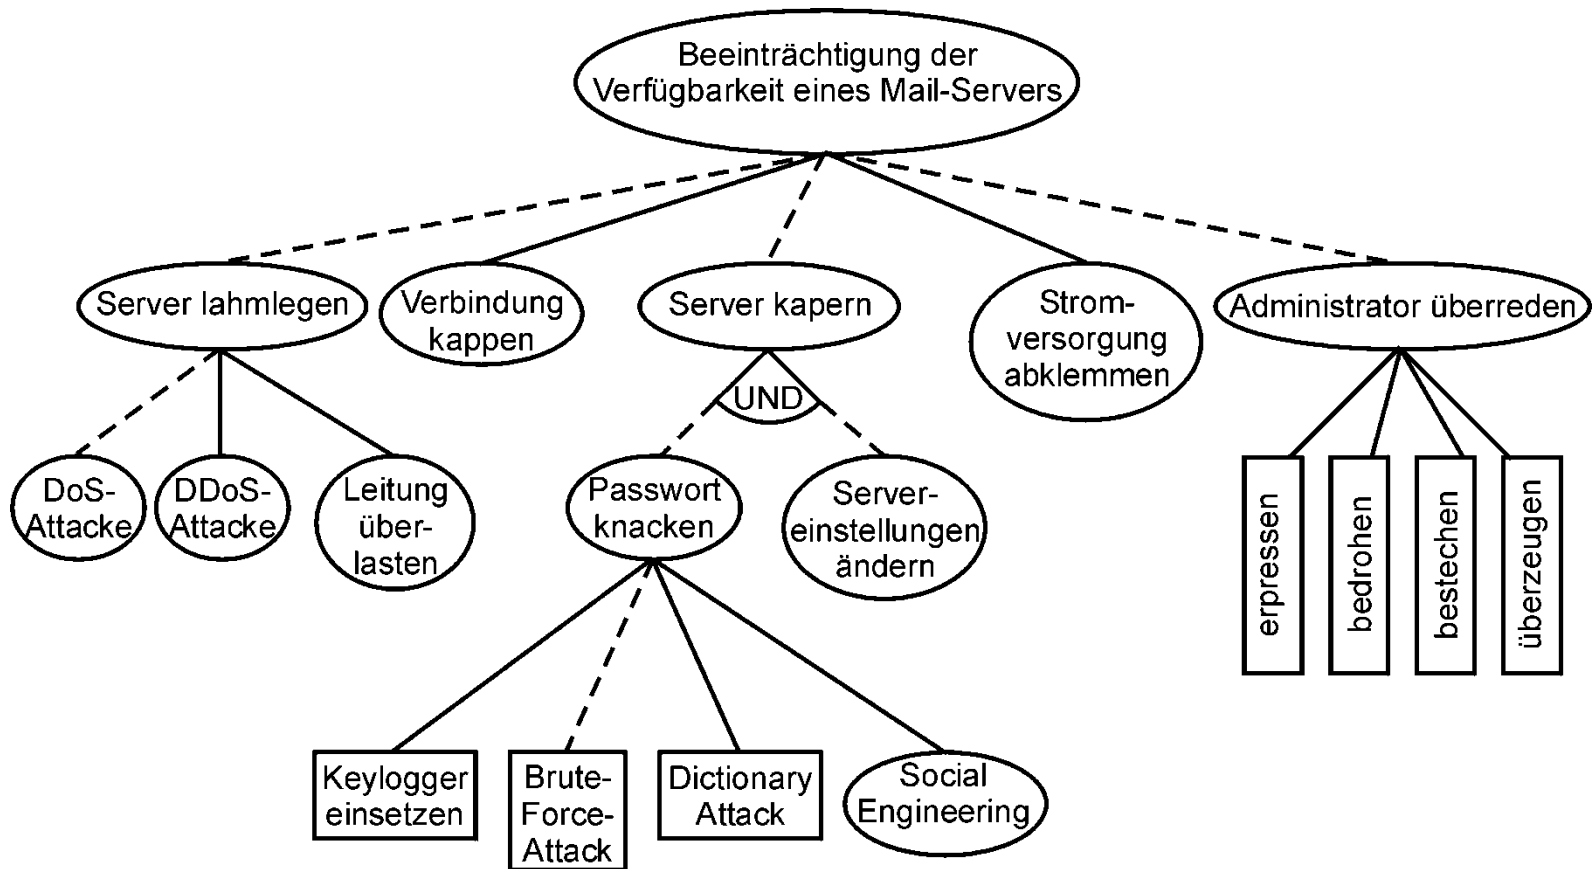 Beeinträchtigung der
Verfügbarkeit eines Mail-Servers
Server lahmlegen
Verbindung
kappen
Server kapern
Strom-
versorgung
abklemmen
Administrator überreden
UND
DoS-
Attacke
DDoS-
Attacke
Leitung
über-
lasten
Passwort
knacken
Server-
einstellungen
ändern
erpressen
bedrohen
bestechen
überzeugen
Keylogger
einsetzen
Brute-
Force-
Attack
Dictionary
Attack
Social
Engineering